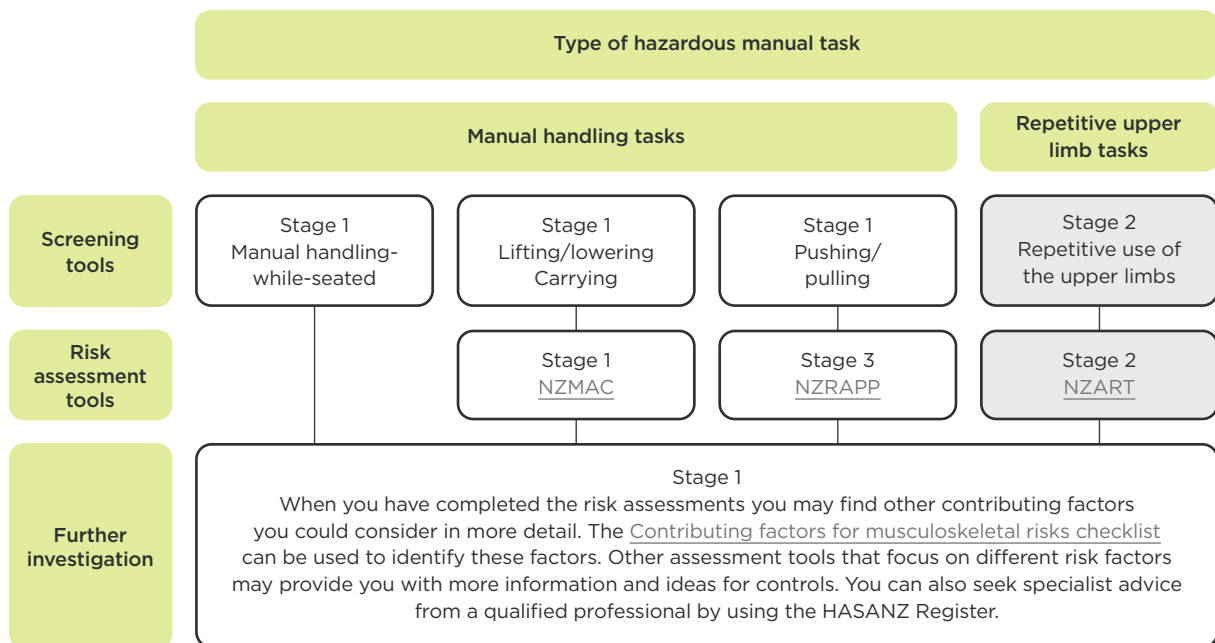 Type of hazardous manual task
Manual handling tasks
Repetitive upper
limb tasks
Screening
tools
Stage 1
Manual handling-
while-seated
Stage 1
Lifting/lowering
Carrying
Stage 1
Pushing/
pulling
Stage 2
Repetitive use of
the upper limbs
Risk
assessment
tools
Stage 1
NZMAC
Stage 3
NZRAPP
Stage 2
NZART
Further
investigation
Stage 1
When you have completed the risk assessments you may find other contributing factors
you could consider in more detail. The Contributing factors for musculoskeletal risks checklist
can be used to identify these factors. Other assessment tools that focus on different risk factors
may provide you with more information and ideas for controls. You can also seek specialist advice
from a qualified professional by using the HASANZ Register.